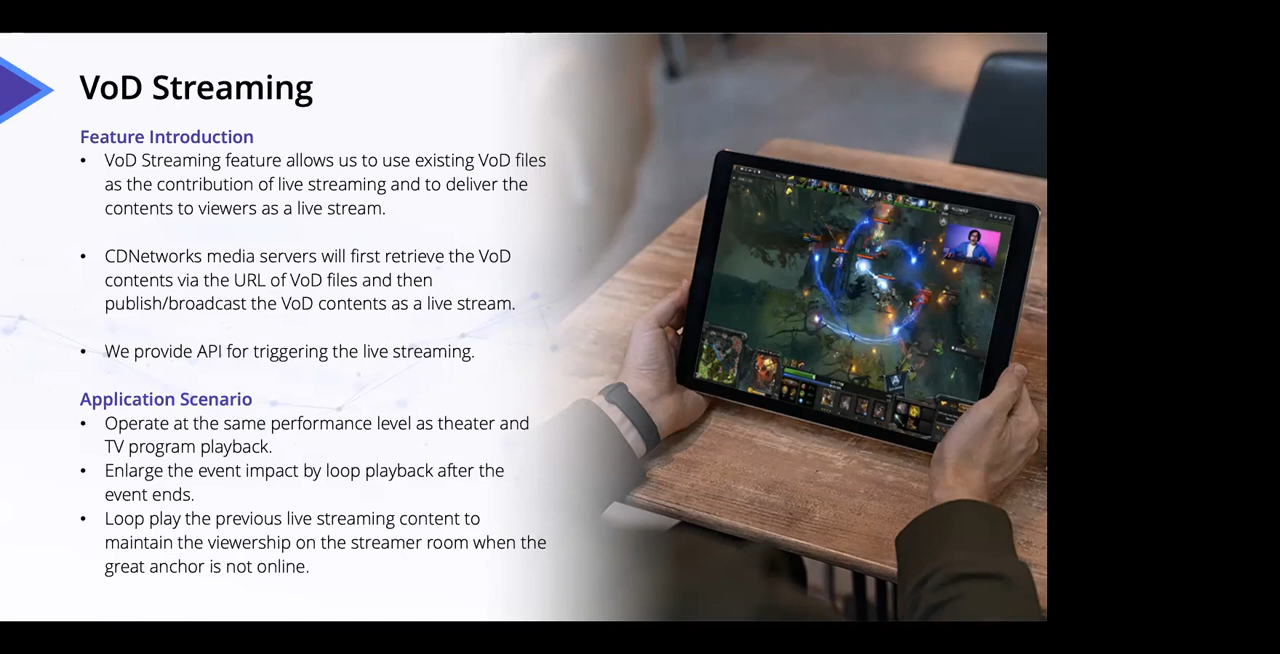 VoD Streaming
Feature Introduction
• VoD Streaming feature allows us to use existing VoD files
as the contribution of live streaming and to deliver the
contents to viewers as a live stream.
• CDNetworks media servers will first retrieve the VoD
contents via the URL of VoD files and then
publish/broadcast the VoD contents as a live stream.
• We provide API for triggering the live streaming.
Application Scenario
• Operate at the same performance level as theater and
TV program playback.
• Enlarge the event impact by loop playback after the
event ends.
• Loop play the previous live streaming content to
maintain the viewership on the streamer room when the
great anchor is not online.